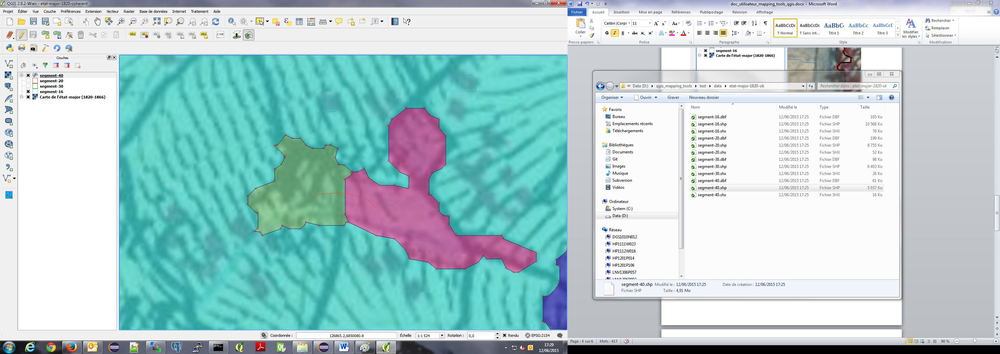 QGIS 2.8.2-Wien - etat-major-1820-coherent
Projet Éditer Vue Couche Préférences Extension Vecteur Raster Base de données Internet Traitement Aide
Couches
segment-40
segment-20
segment-30
segment-16
Carte de l'état-major (1820-1866)
Coordonnée : 126865.2,6850080.8 Échelle 1:1 524 Rotation : 0,0 Rendu EPSG:2154
doc_utilisateur_mapping_tools_qgis.docx - Microsoft Word
Fichier Accueil Insertion Mise en page Références Publipostage Révision Affichage
Coller
Presse-papiers
Calibri (Corps 11
G I S abc
Police
Paragraphe
AaBbCcDc AaBbCcDc AaBbC AaBbCc AaBbCcI
¶ Normal ¶ Sans int... Titre 1 Titre 2 Titre 3
Style
Modifier les styles
Rechercher
Remplacer
Sélectionner
Modification
segment-16
Carte de l'état-major (1820-1866)
« Data (D:) qgis_mapping_tools test data etat-major-1820-ok
Rechercher dans : etat-major-1820-ok
Organiser Ouvrir Graver Nouveau dossier
Favoris
Bureau
Emplacements récents
Téléchargements
Bibliothèques
Documents
Git
Images
Musique
Subversion
Vidéos
Ordinateur
System (C:)
Data (D:)
Réseau
DGS1010N012
HP1111W023
HP1112W016
HP1201P014
HP1201P106
LNV1306P057
Nom Modifié le Type Taille
segment-16.dbf 12/06/2015 17:25 Fichier DBF 105 Ko
segment-16.shp 12/06/2015 17:25 Fichier SHP 10 568 Ko
segment-16.shx 12/06/2015 17:25 Fichier SHX 76 Ko
segment-20.dbf 12/06/2015 17:25 Fichier DBF 199 Ko
segment-20.shp 12/06/2015 17:25 Fichier SHP 8 755 Ko
segment-20.shx 12/06/2015 17:25 Fichier SHX 52 Ko
segment-30.dbf 12/06/2015 17:25 Fichier DBF 98 Ko
segment-30.shp 12/06/2015 17:25 Fichier SHP 6 403 Ko
segment-30.shx 12/06/2015 17:25 Fichier SHX 26 Ko
segment-40.dbf 12/06/2015 17:25 Fichier DBF 61 Ko
segment-40.shp 12/06/2015 17:25 Fichier SHP 5 037 Ko
segment-40.shx 12/06/2015 17:25 Fichier SHX 16 Ko
segment-40.shp Modifié le : 12/06/2015 17:25 Date de création : 12/06/2015 17:25
Fichier SHP Taille : 4,91 Mo
Page : 4 sur 6 Mots : 417 90 %
17:29
12/06/2015